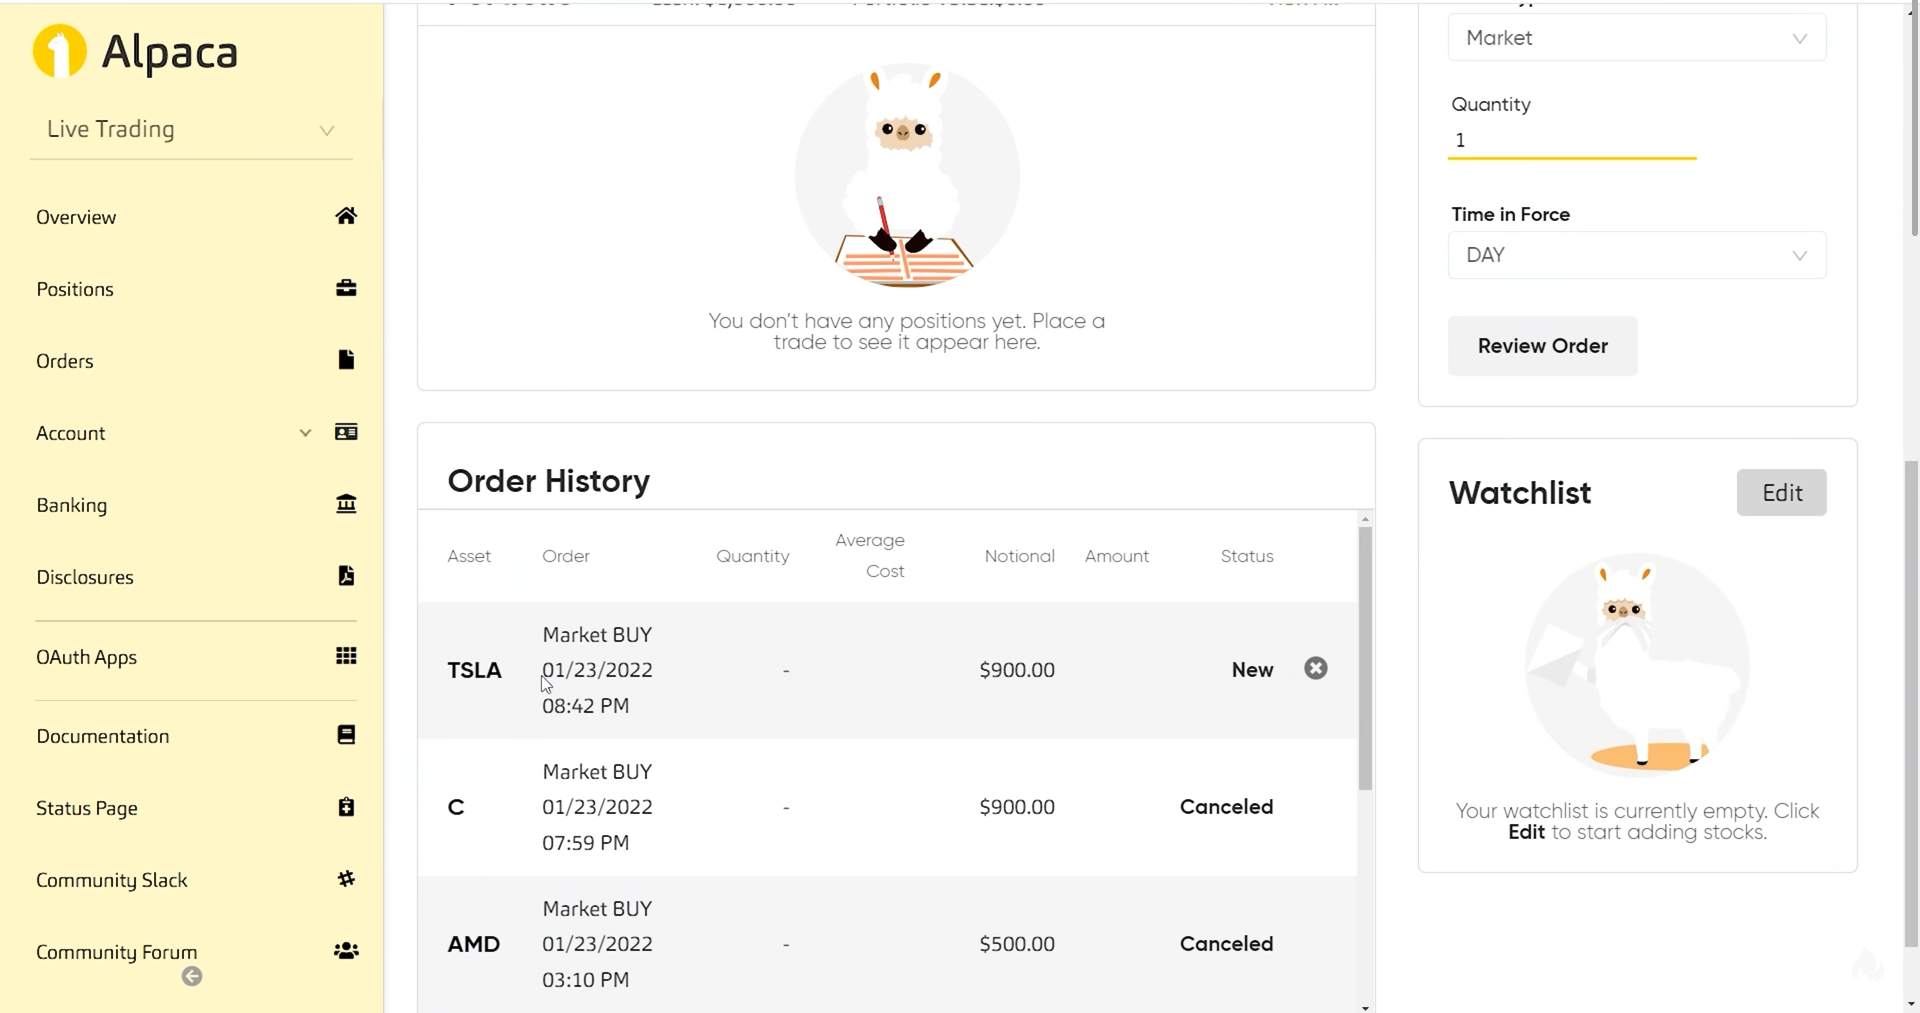 Alpaca
Live Trading
Overview
Positions
Orders
Account
Banking
Disclosures
OAuth Apps
Documentation
Status Page
Community Slack
Community Forum
You don't have any positions yet. Place a
trade to see it appear here.
Order History
Asset Order Quantity Average Cost Notional Amount Status
Market BUY
TSLA 01/23/2022 - $900.00 New
08:42 PM
Market BUY
C 01/23/2022 - $900.00 Canceled
07:59 PM
Market BUY
AMD 01/23/2022 - $500.00 Canceled
03:10 PM
Market
Quantity
1
Time in Force
DAY
Review Order
Watchlist Edit
Your watchlist is currently empty. Click
Edit to start adding stocks.